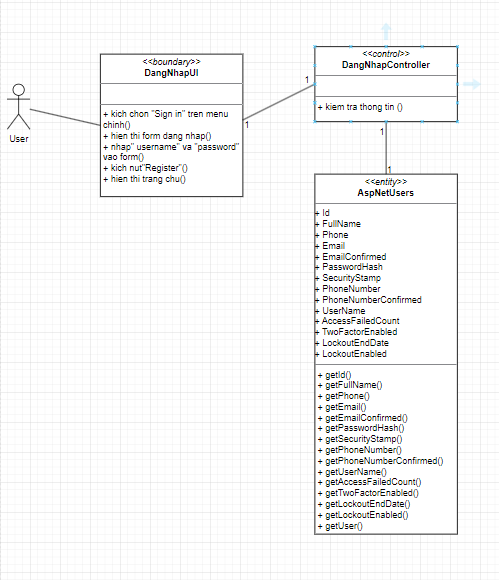 <<boundary>>
DangNhapUI
+ kich chon "Sign in" tren menu
chinh()
+ hien thi form dang nhap()
+ nhap" username" va "password"
vao form()
+ kich nut"Register"()
+ hien thi trang chu()
User
1
1
<<control>>
DangNhapController
+ kiem tra thong tin ()
1
1
<<entity>>
AspNetUsers
+ Id
+ FullName
+ Phone
+ Email
+ EmailConfirmed
+ PasswordHash
+ SecurityStamp
+ PhoneNumber
+ PhoneNumberConfirmed
+ UserName
+ AccessFailedCount
+ TwoFactorEnabled
+ LockoutEndDate
+ LockoutEnabled
+ getId()
+ getFullName()
+ getPhone()
+ getEmail()
+ getEmailConfirmed()
+ getPasswordHash()
+ getSecurityStamp()
+ getPhoneNumber()
+ getPhoneNumberConfirmed()
+ getUserName()
+ getAccessFailedCount()
+ getTwoFactorEnabled()
+ getLockoutEndDate()
+ getLockoutEnabled()
+ getUser()